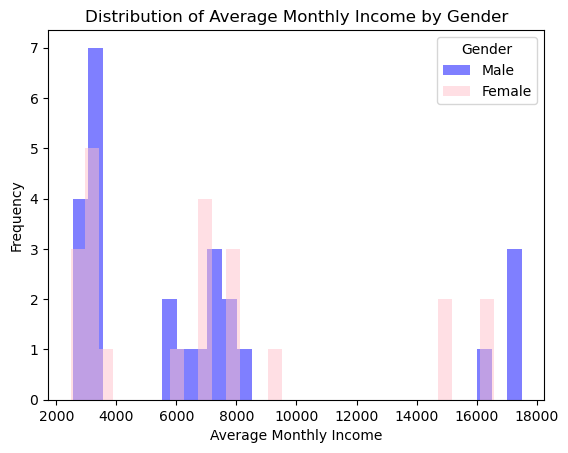 Distribution of Average Monthly Income by Gender
Gender
Male
Female
7
6
5
4
3
2
1
0
Frequency
2000 4000 6000 8000 10000 12000 14000 16000 18000
Average Monthly Income